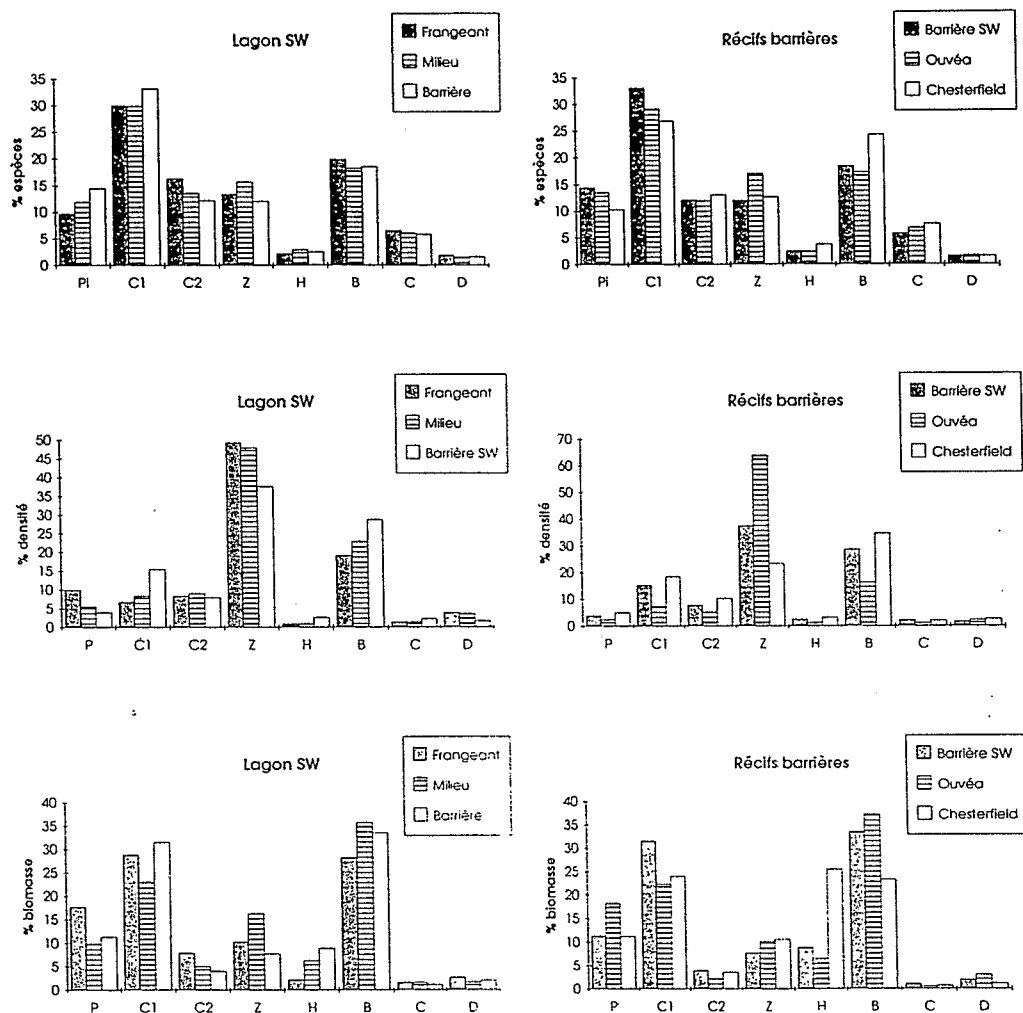 Lagon SW
Frangeant
Milieu
Barrière
% espèces
35
30
25
20
15
10
5
0
Pi C1 C2 Z H B C D
Récifs barrières
Barrière SW
Ouvéa
Chesterfield
% espèces
35
30
25
20
15
10
5
0
Pi C1 C2 Z H B C D
Lagon SW
Frangeant
Milieu
Barrière SW
% densité
50
45
40
35
30
25
20
15
10
5
0
P C1 C2 Z H B C D
Récifs barrières
Barrière SW
Ouvéa
Chesterfield
% densité
70
60
50
40
30
20
10
0
P C1 C2 Z H B C D
Lagon SW
Frangeant
Milieu
Barrière
% biomasse
40
35
30
25
20
15
10
5
0
P C1 C2 Z H B C D
Récifs barrières
Barrière SW
Ouvéa
Chesterfield
% biomasse
40
35
30
25
20
15
10
5
0
P C1 C2 Z H B C D